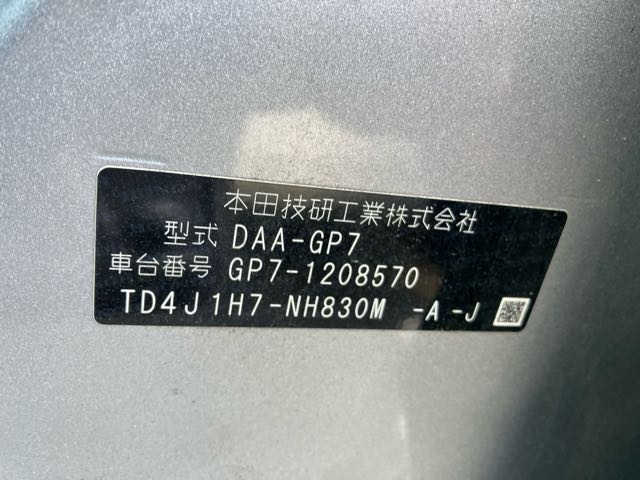 本田技研工業株式会社
型式 DAA-GP7
車台番号 GP7-1208570
TD4J1H7-NH830M -A-J